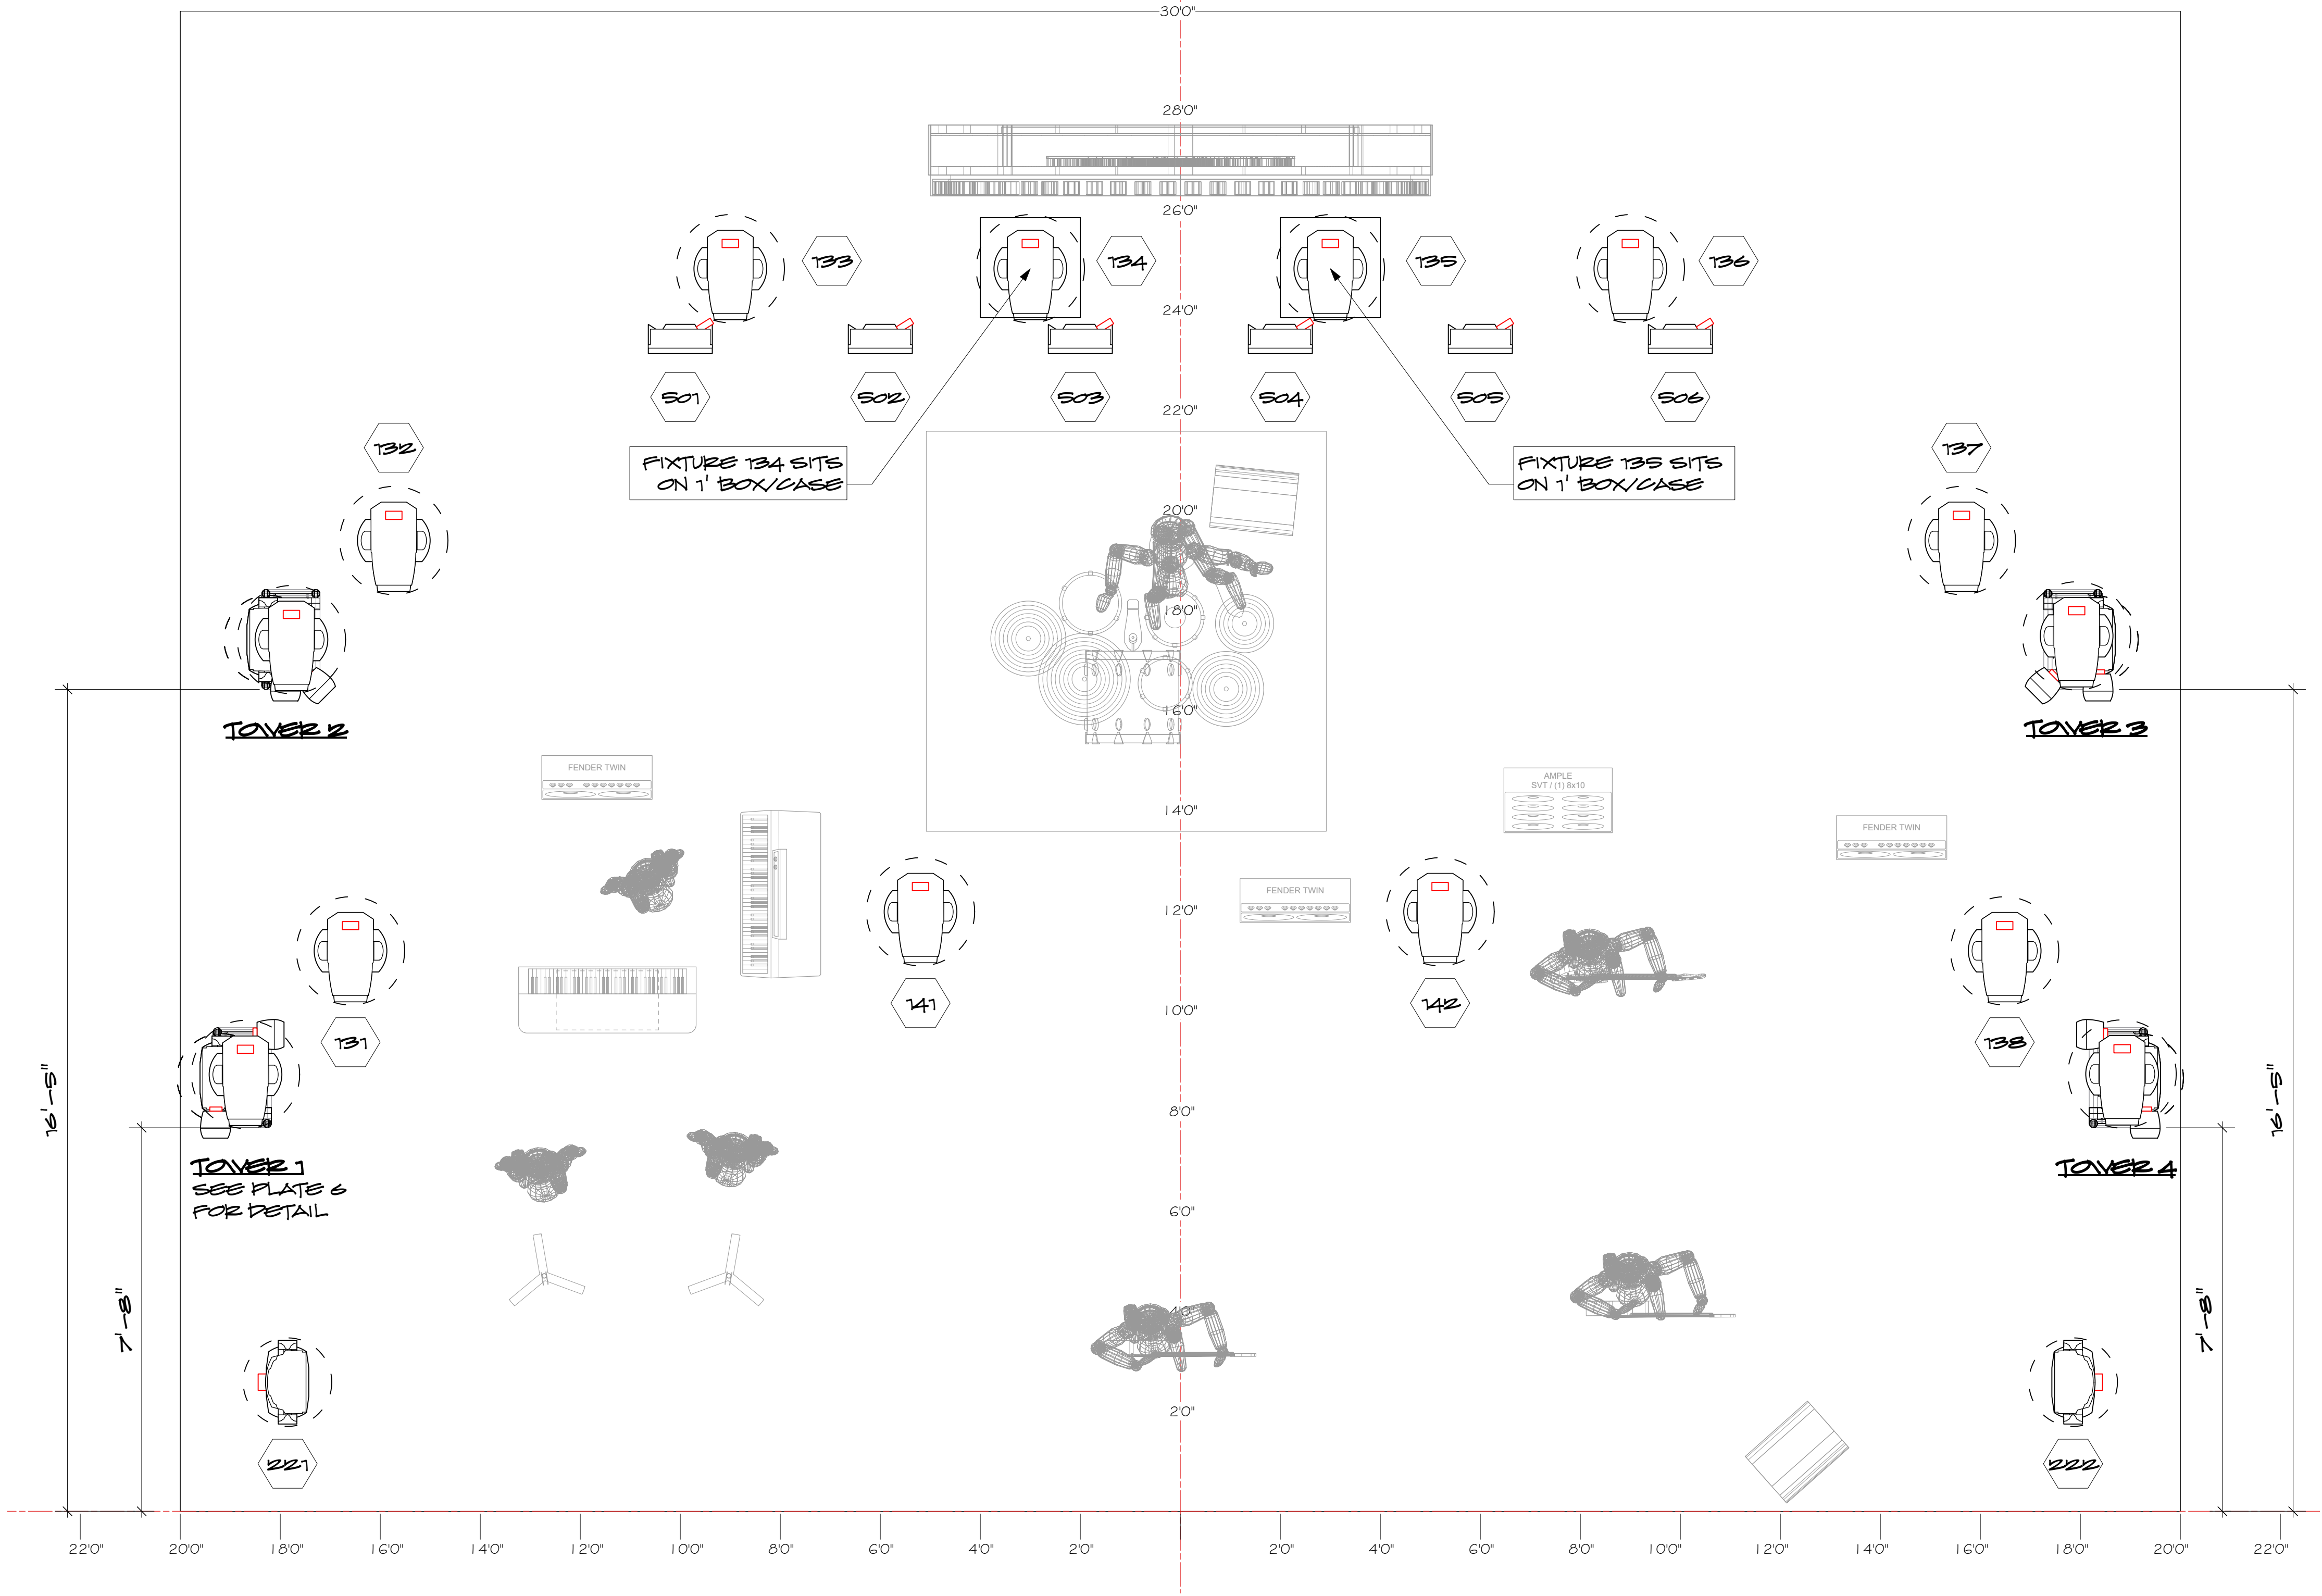 30'0"
28'0"
26'0"
133
134
135
136
24'0"
501
502
503
504
505
506
22'0"
132
137
FIXTURE 134 SITS
ON 1' BOX/CASE
FIXTURE 135 SITS
ON 1' BOX/CASE
20'0"
18'0"
16'0"
TOWER 2
TOWER 3
FENDER TWIN
AMPLE
SVT / (1) 8x10
14'0"
FENDER TWIN
FENDER TWIN
12'0"
141
142
10'0"
131
138
16'-5"
16'-5"
8'0"
TOWER 1
SEE PLATE 6
FOR DETAIL
TOWER 4
6'0"
7'-8"
7'-8"
4'0"
2'0"
221
222
22'0" 20'0" 18'0" 16'0" 14'0" 12'0" 10'0" 8'0" 6'0" 4'0" 2'0" 2'0" 4'0" 6'0" 8'0" 10'0" 12'0" 14'0" 16'0" 18'0" 20'0" 22'0"